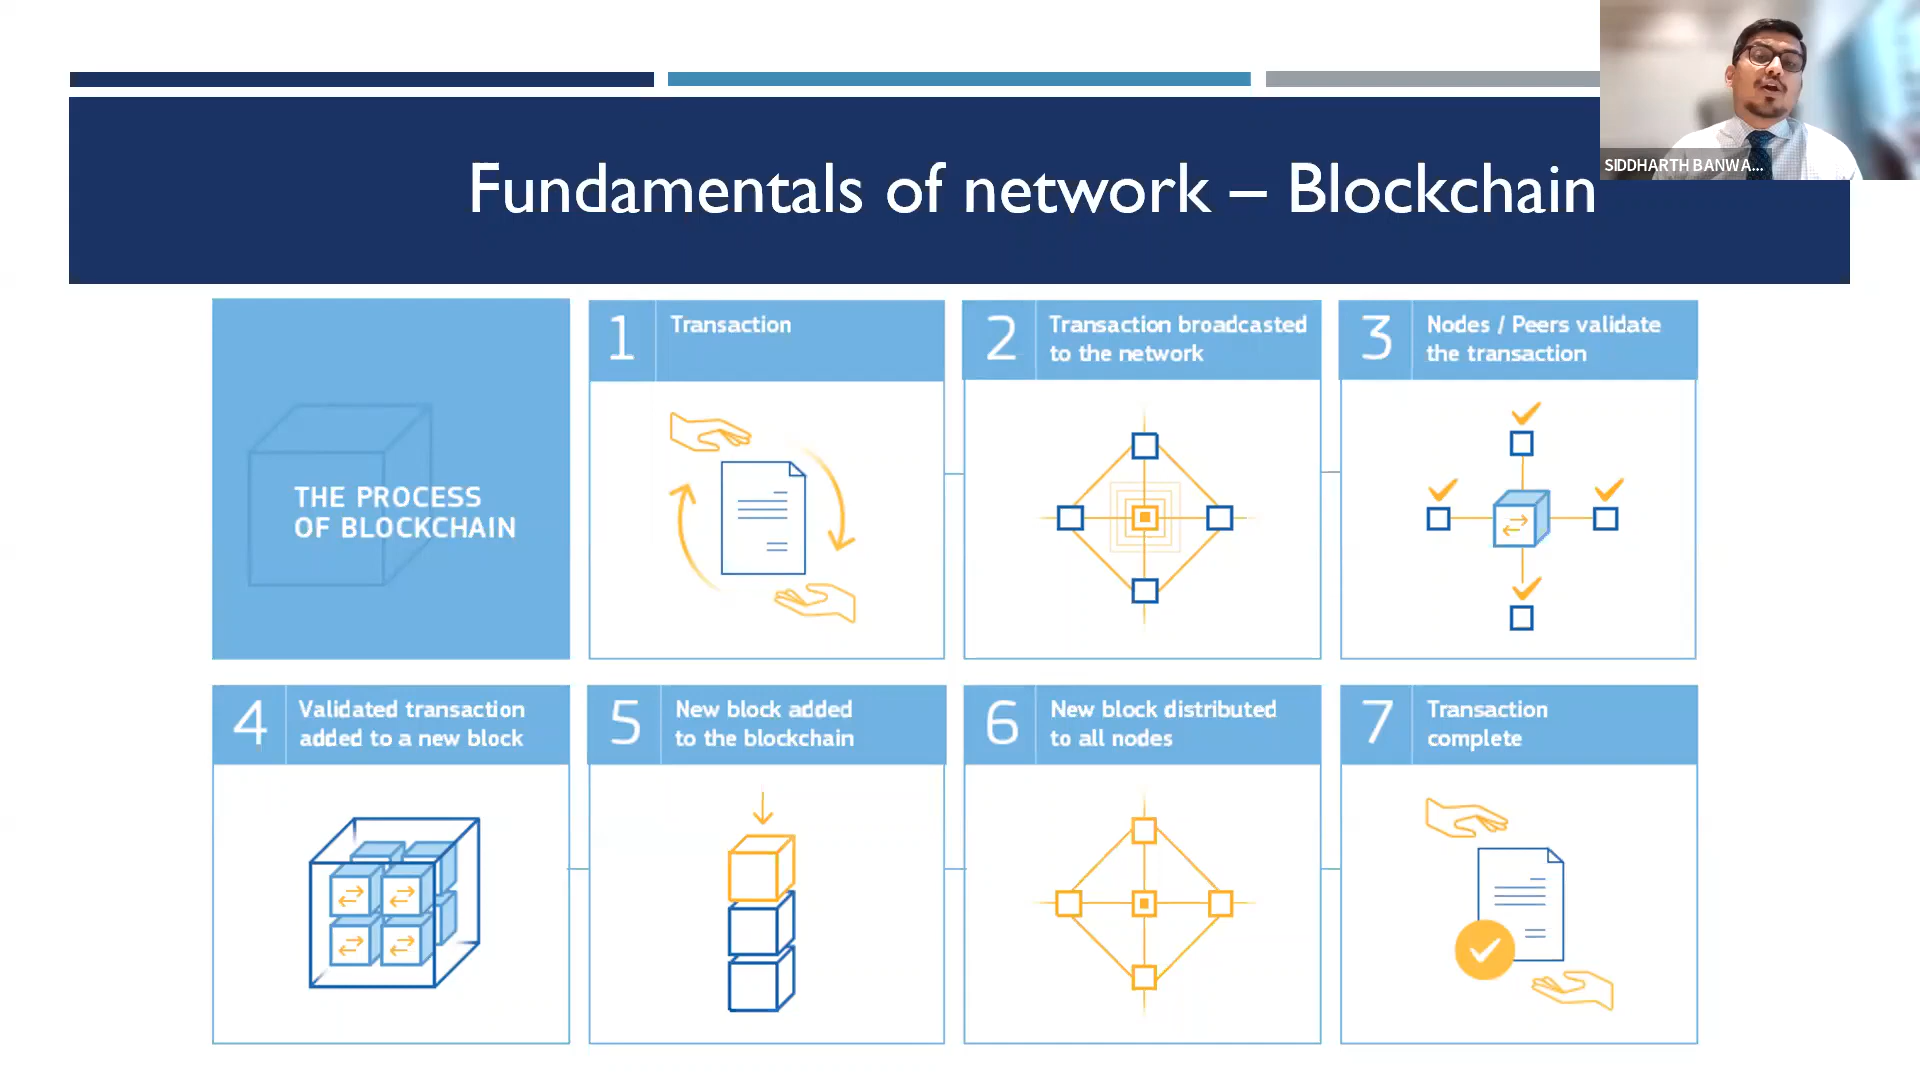 SIDDHARTH BANWA...
Fundamentals of network – Blockchain
THE PROCESS
OF BLOCKCHAIN
1
Transaction
2
Transaction broadcasted
to the network
3
Nodes / Peers validate
the transaction
4
Validated transaction
added to a new block
5
New block added
to the blockchain
6
New block distributed
to all nodes
7
Transaction
complete